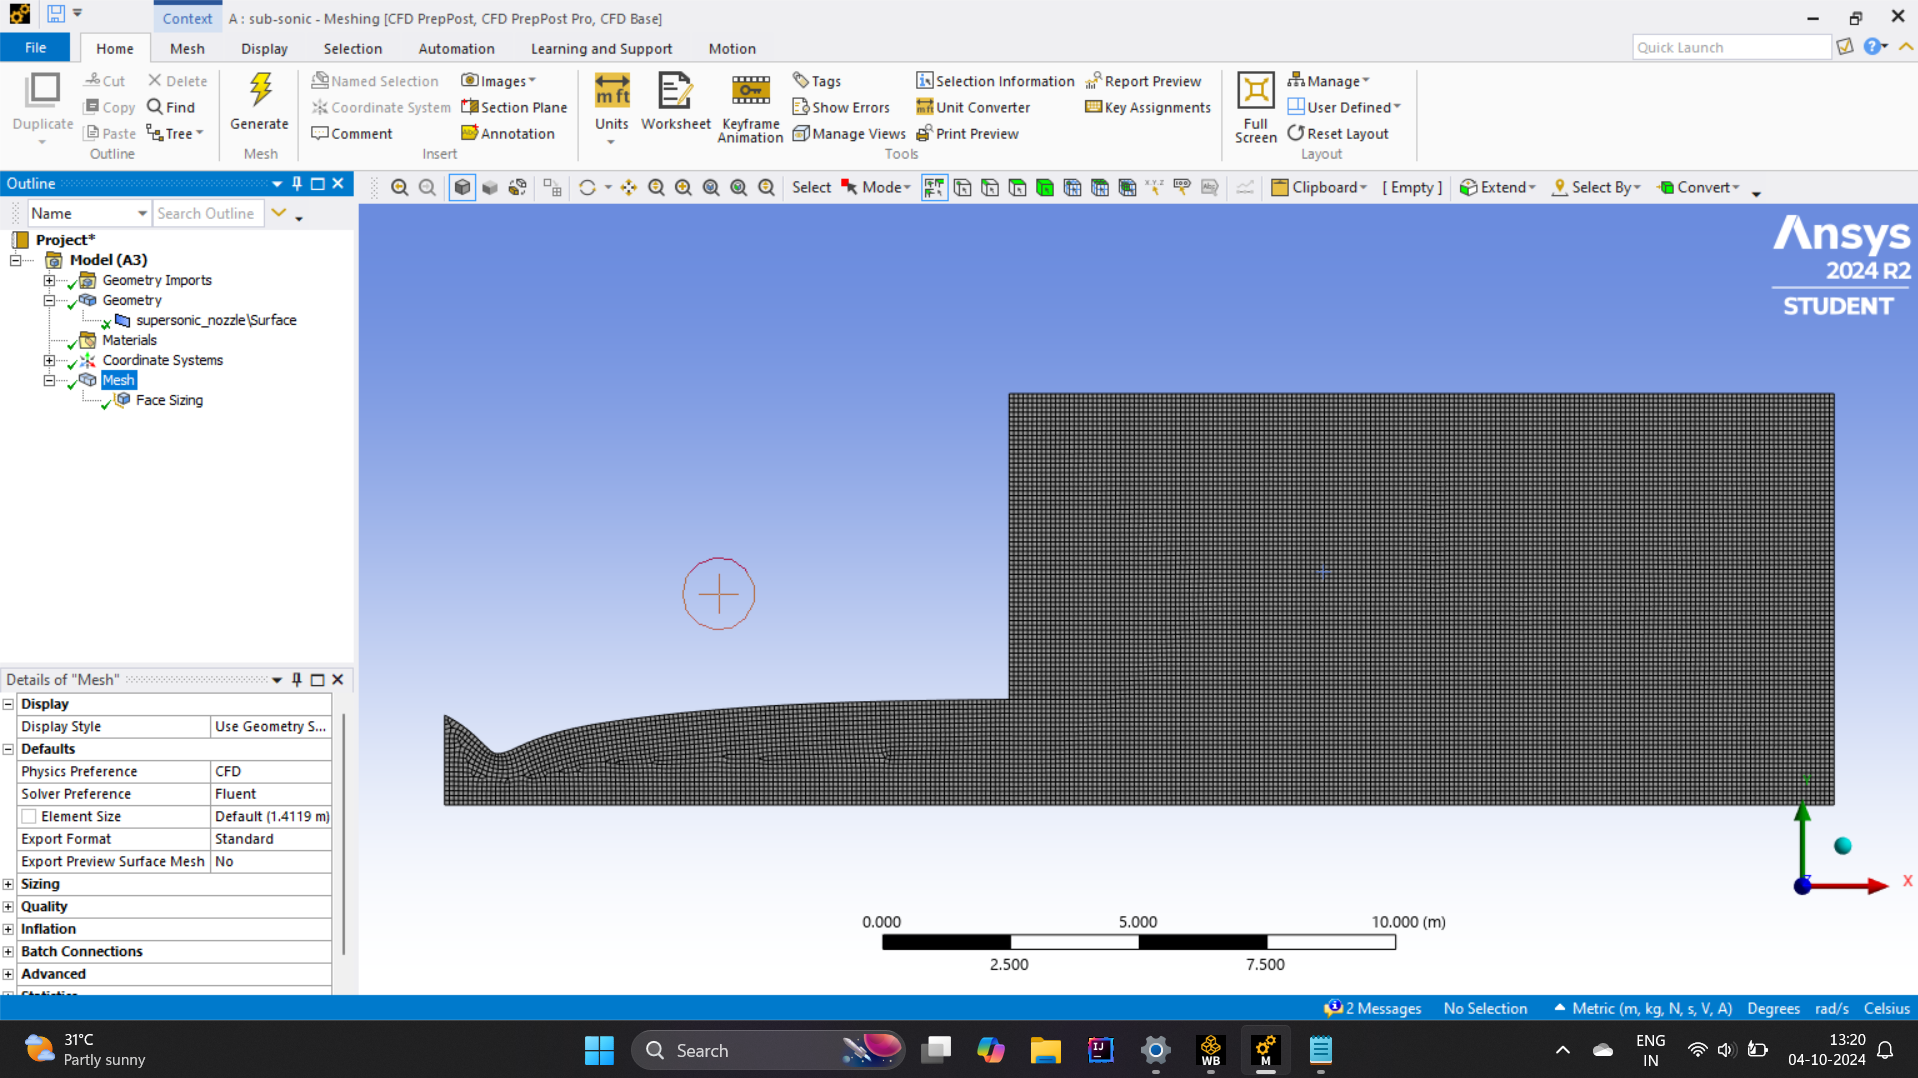 Context
A : sub-sonic - Meshing [CFD PrepPost, CFD PrepPost Pro, CFD Base]
File
Home
Mesh
Display
Selection
Automation
Learning and Support
Motion
Quick Launch
Duplicate
Cut
Delete
Copy
Find
Paste
Tree
Outline
Generate
Mesh
Named Selection
Images
Coordinate System
Section Plane
Comment
Annotation
Insert
Units
Worksheet
Keyframe
Animation
Tags
Show Errors
Manage Views
Selection Information
Unit Converter
Print Preview
Report Preview
Key Assignments
Tools
Full
Screen
Manage
User Defined
Reset Layout
Layout
Outline
Select
Mode
Clipboard
[ Empty ]
Extend
Select By
Convert
Name
Search Outline
Project*
Model (A3)
Geometry Imports
Geometry
supersonic_nozzle\Surface
Materials
Coordinate Systems
Mesh
Face Sizing
Ansys
2024 R2
STUDENT
Details of "Mesh"
Display
Display Style Use Geometry S...
Defaults
Physics Preference CFD
Solver Preference Fluent
Element Size Default (1.4119 m)
Export Format Standard
Export Preview Surface Mesh No
Sizing
Quality
Inflation
Batch Connections
Advanced
Statistics
Y
Z
X
0.000 5.000 10.000 (m)
2.500 7.500
2 Messages
No Selection
Metric (m, kg, N, s, V, A)
Degrees
rad/s
Celsius
31°C
Partly sunny
Search
IJ
WB
M
ENG
IN
13:20
04-10-2024